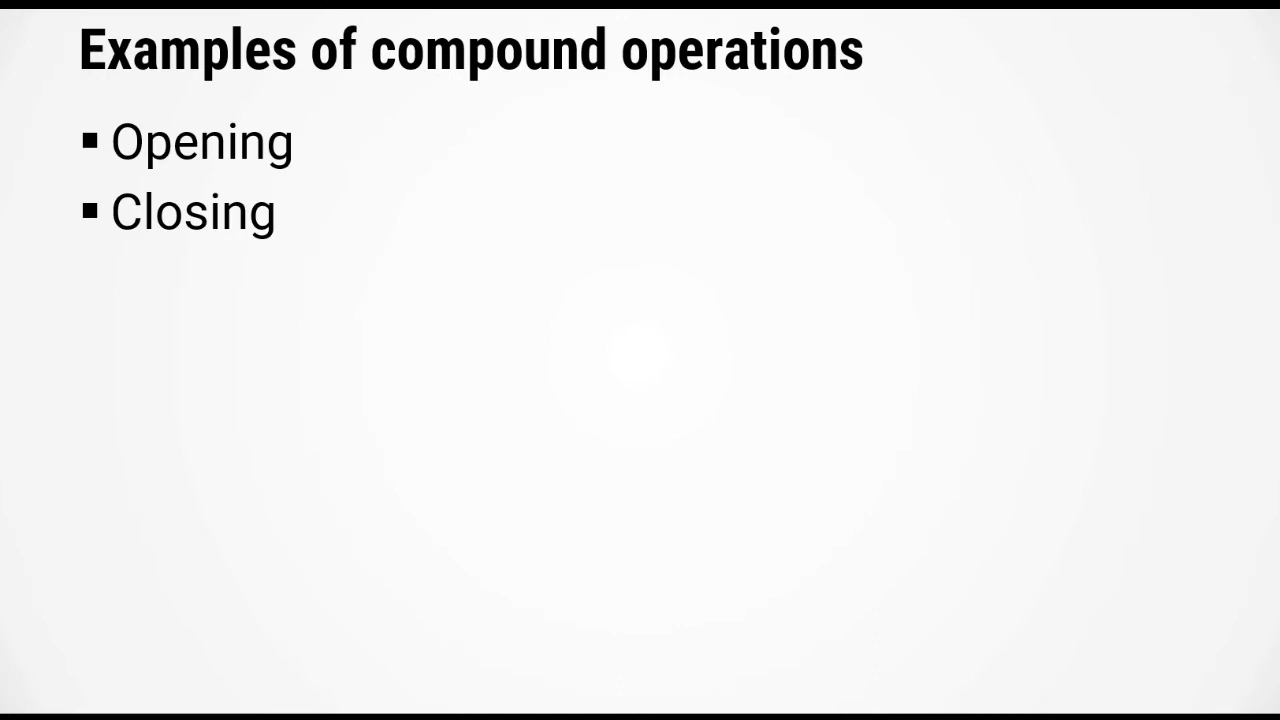 Examples of compound operations
▪ Opening
▪ Closing